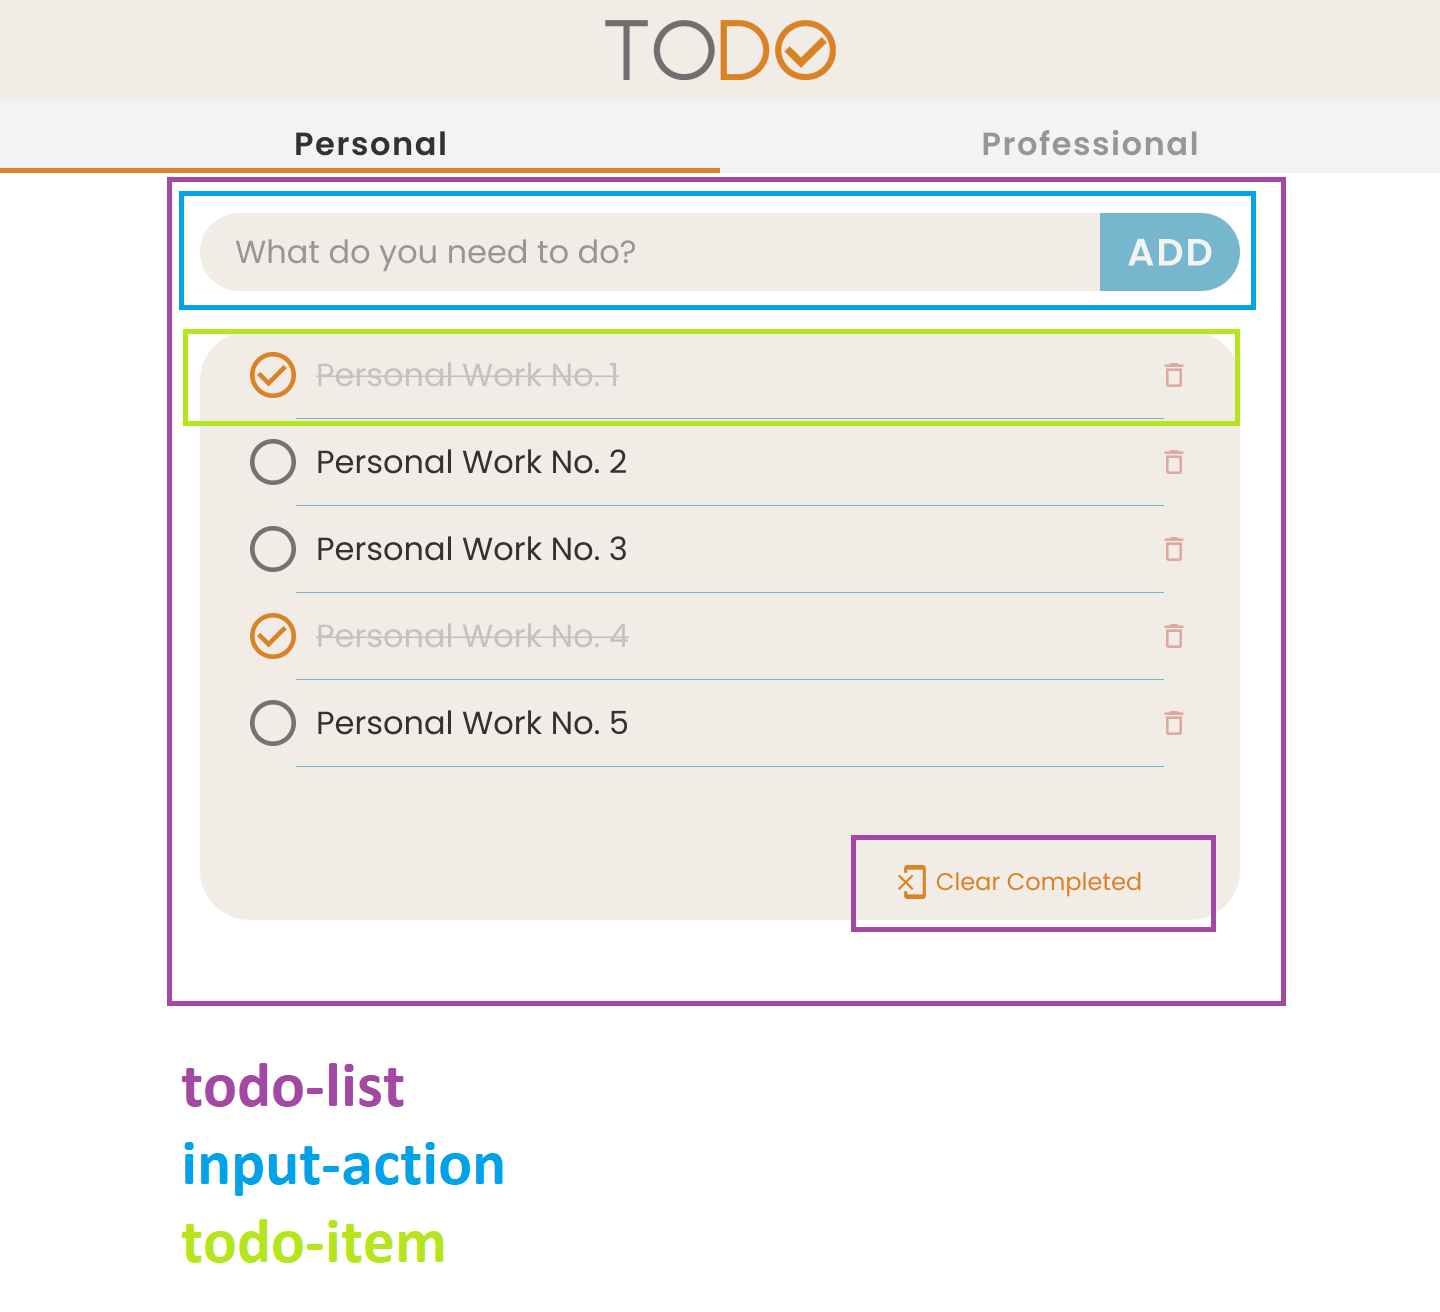 TODO
Personal
Professional
What do you need to do?
ADD
Personal Work No. 1
Personal Work No. 2
Personal Work No. 3
Personal Work No. 4
Personal Work No. 5
Clear Completed
todo-list
input-action
todo-item